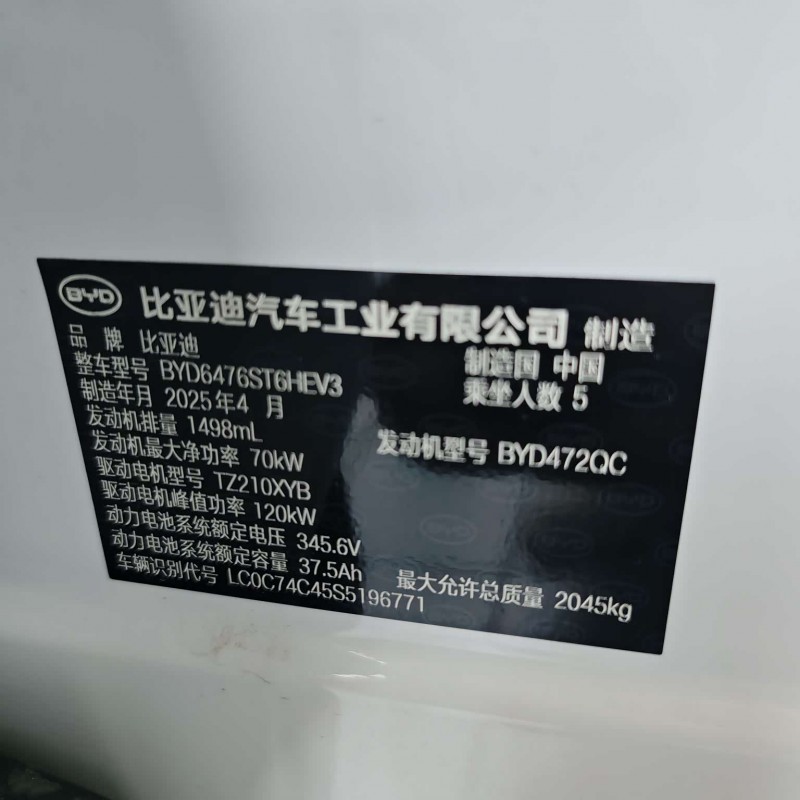 BYD 比亚迪汽车工业有限公司 制造
品牌 比亚迪 制造国 中国
整车型号 BYD6476ST6HEV3 乘坐人数 5
制造年月 2025年4月
发动机排量 1498mL 发动机型号 BYD472QC
发动机最大净功率 70kW
驱动电机型号 TZ210XYB
驱动电机峰值功率 120kW
动力电池系统额定电压 345.6V
动力电池系统额定容量 37.5Ah 最大允许总质量 2045kg
车辆识别代号 LC0C74C45S5196771